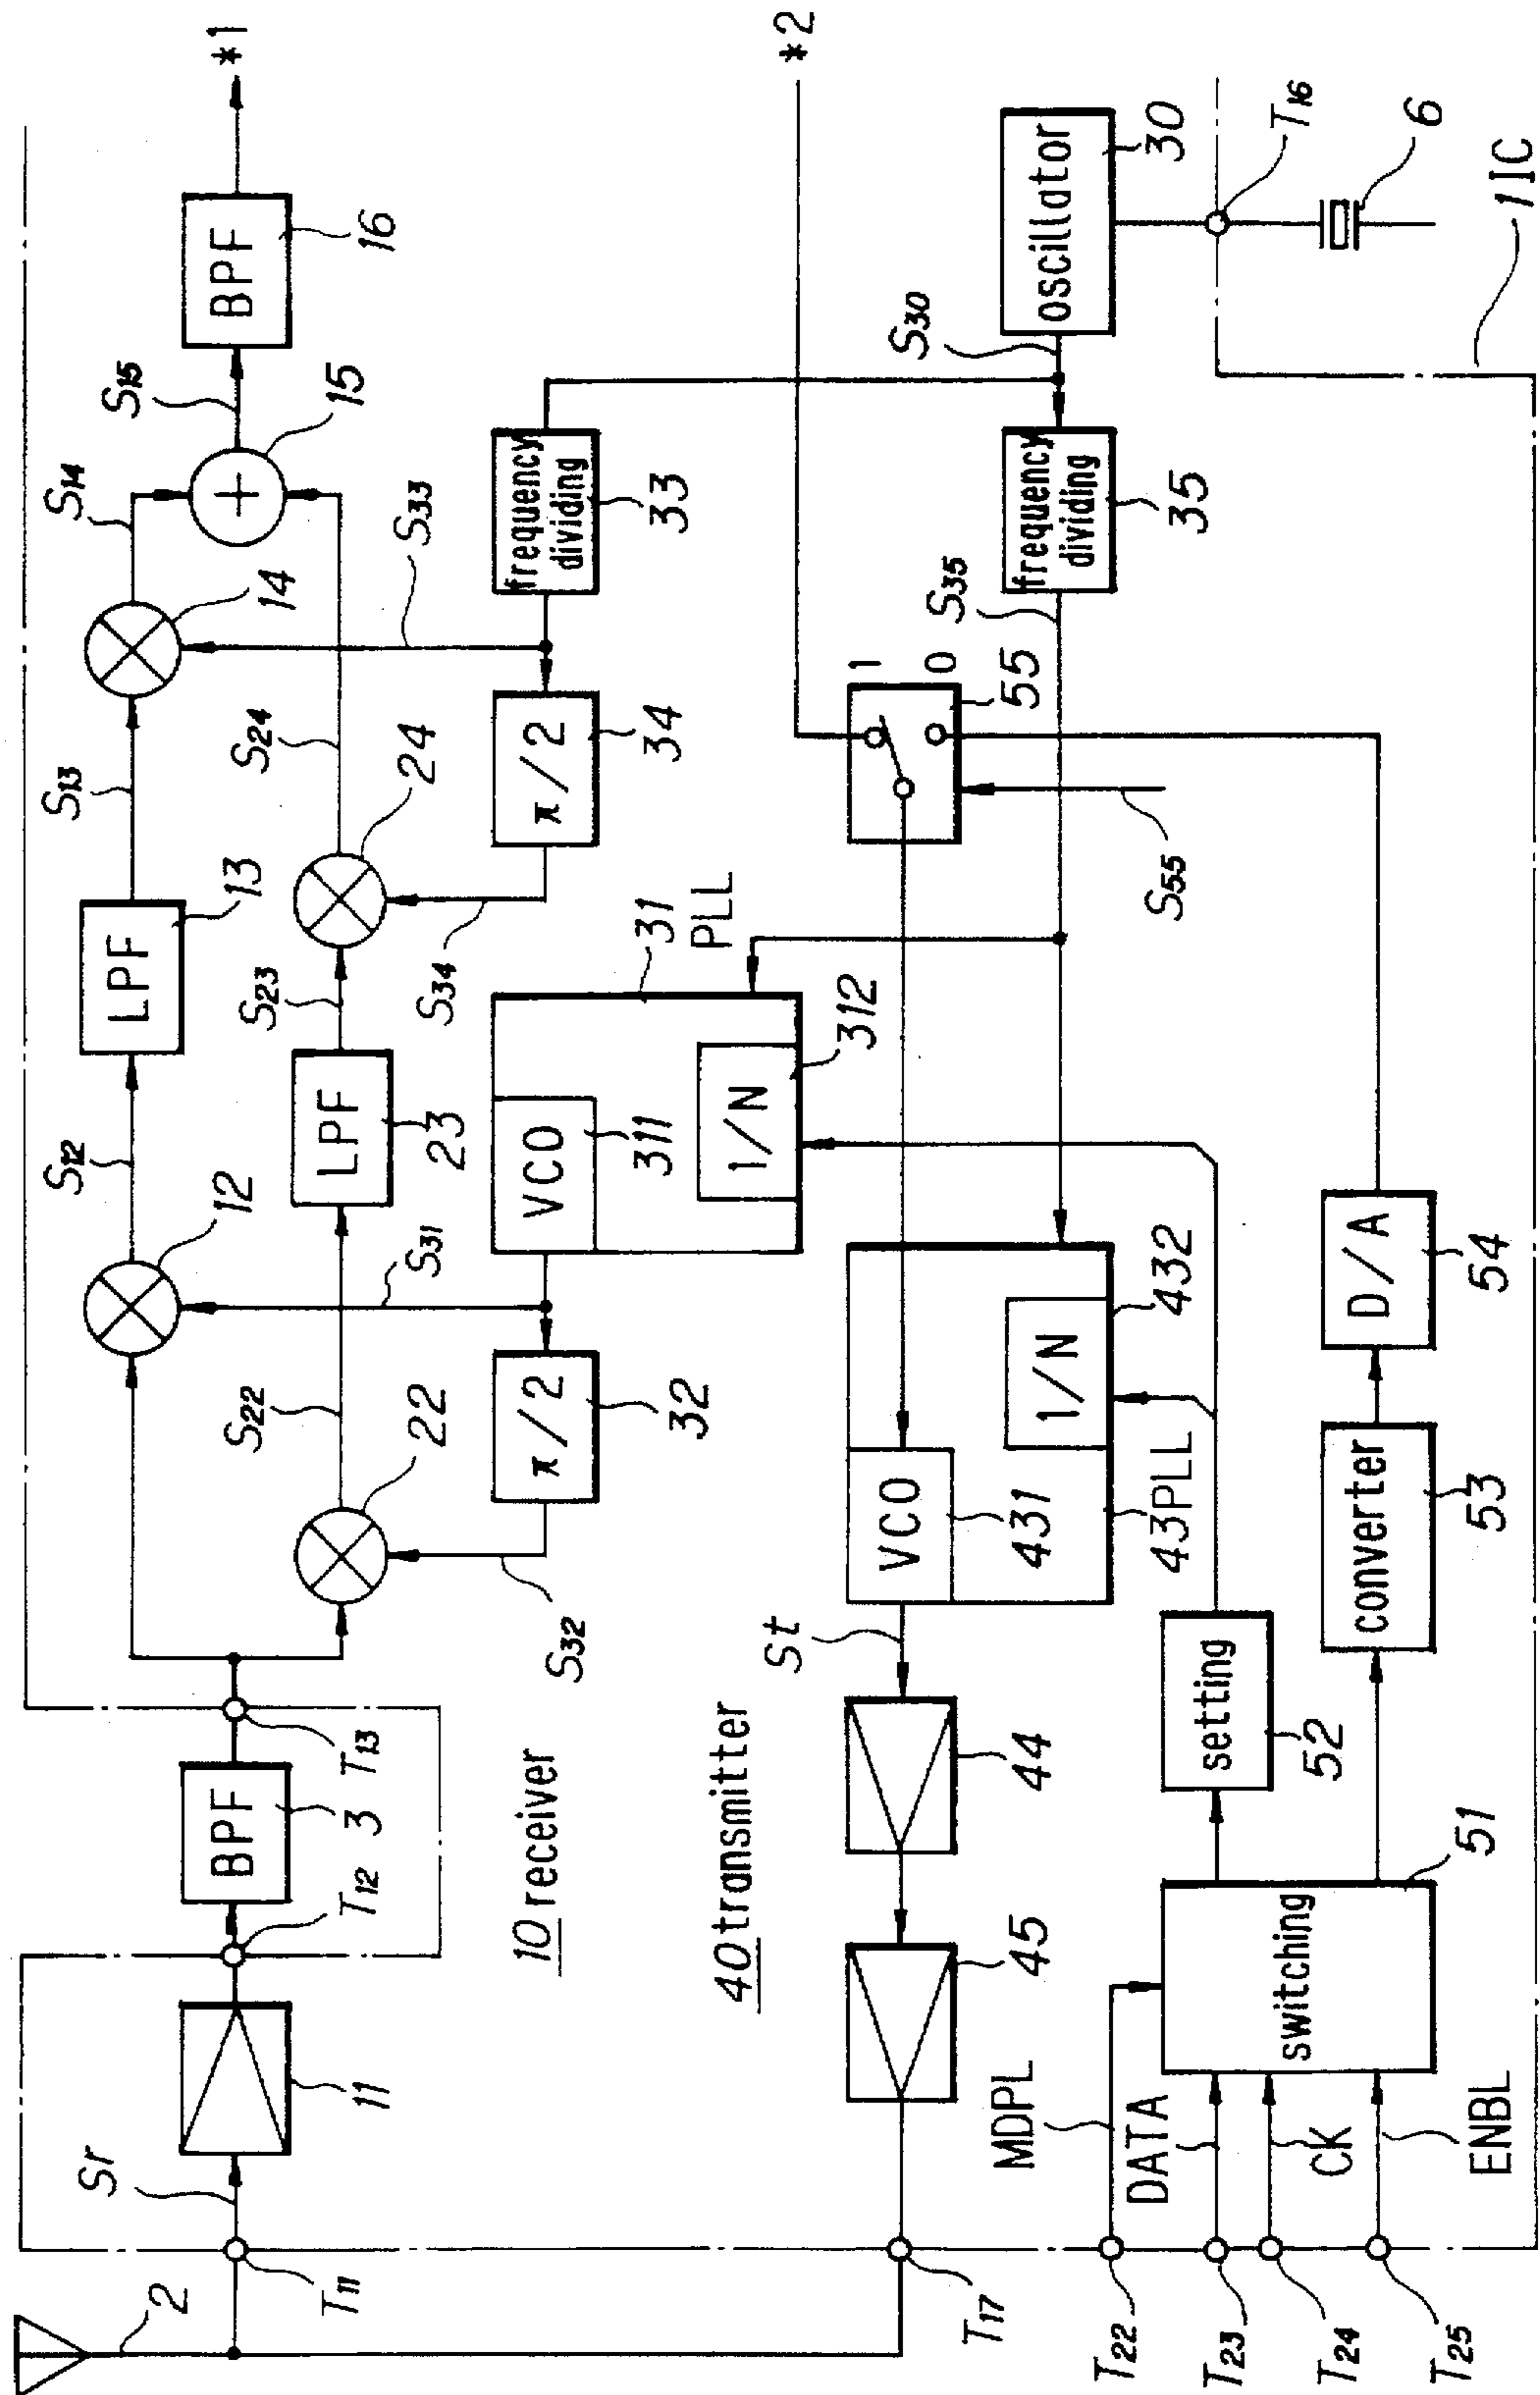 *1
BPF
16
S15
15
S14
14
S13
LPF
13
S12
12
S24
24
S23
LPF
23
S22
22
S33
frequency
dividing
33
π/2
34
S34
31
PLL
312
VCO
311
1/N
S31
π/2
32
S32
T13
BPF
3
T12
10 receiver
11
Sr
T11
2
*2
oscillator
30
S30
T16
6
1 IC
frequency
dividing
35
S35
1
0
55
S55
VCO
431
1/N
432
43PLL
St
44
45
40 transmitter
T17
D/A
54
converter
53
setting
52
switching
51
MDPL
DATA
CK
ENBL
T22
T23
T24
T25